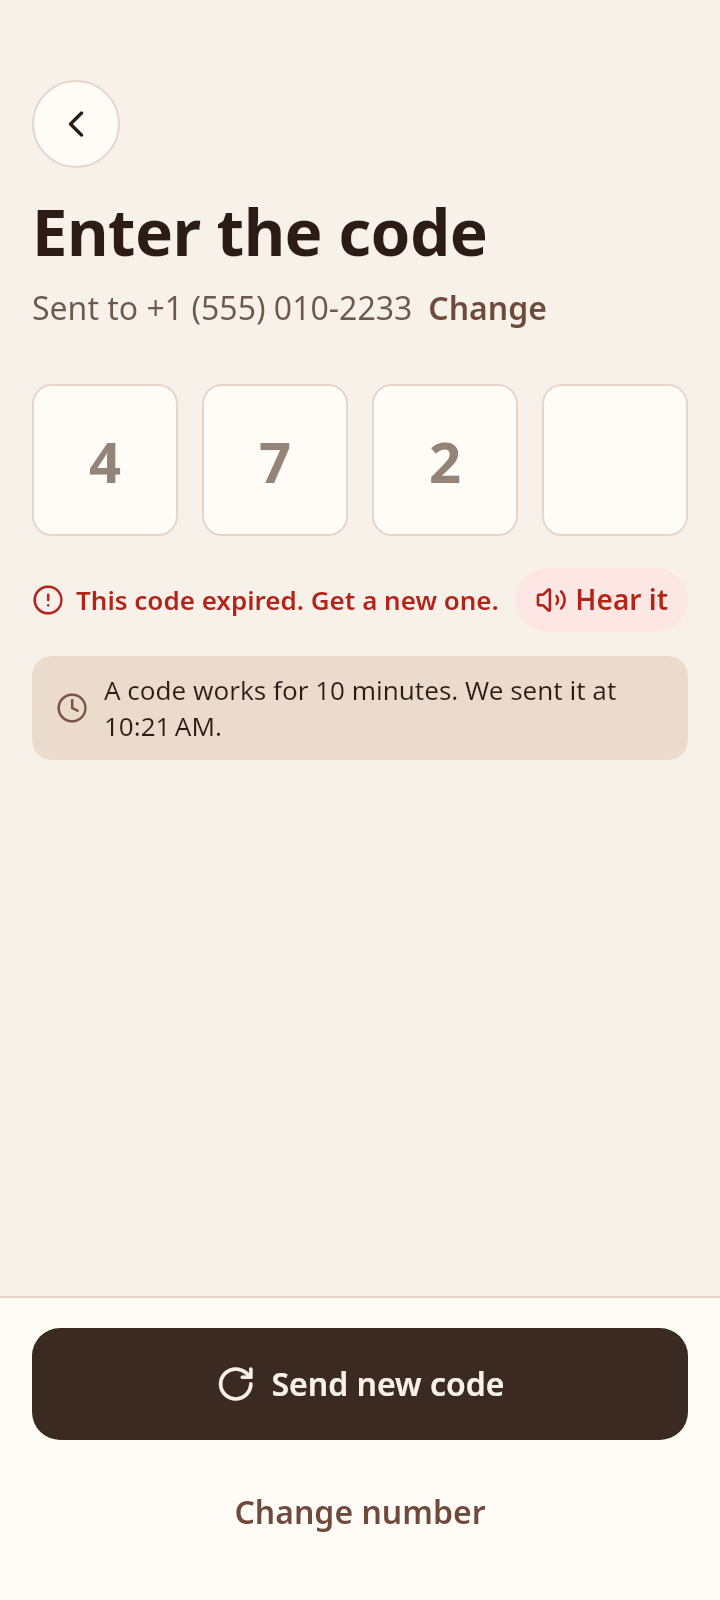 Enter the code
Sent to +1 (555) 010-2233 Change
4 7 2
This code expired. Get a new one. Hear it
A code works for 10 minutes. We sent it at
10:21 AM.
Send new code
Change number